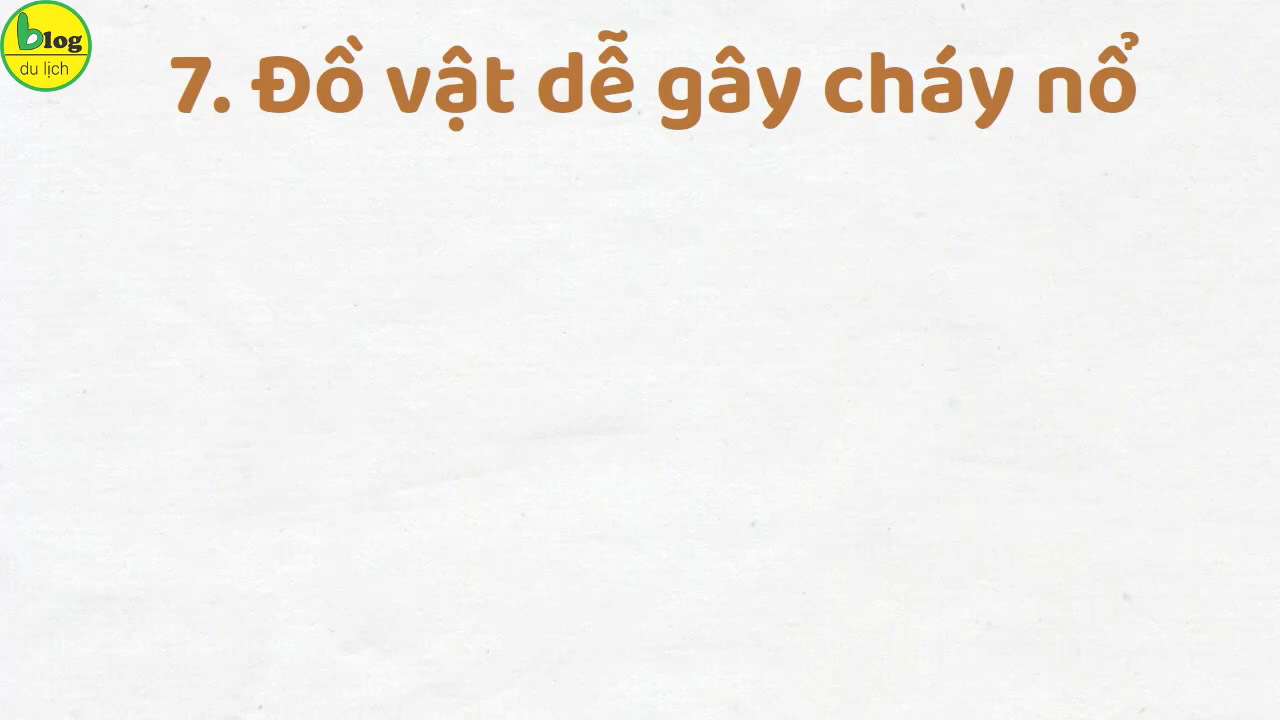 blog
du lịch
7. Đồ vật dễ gây cháy nổ